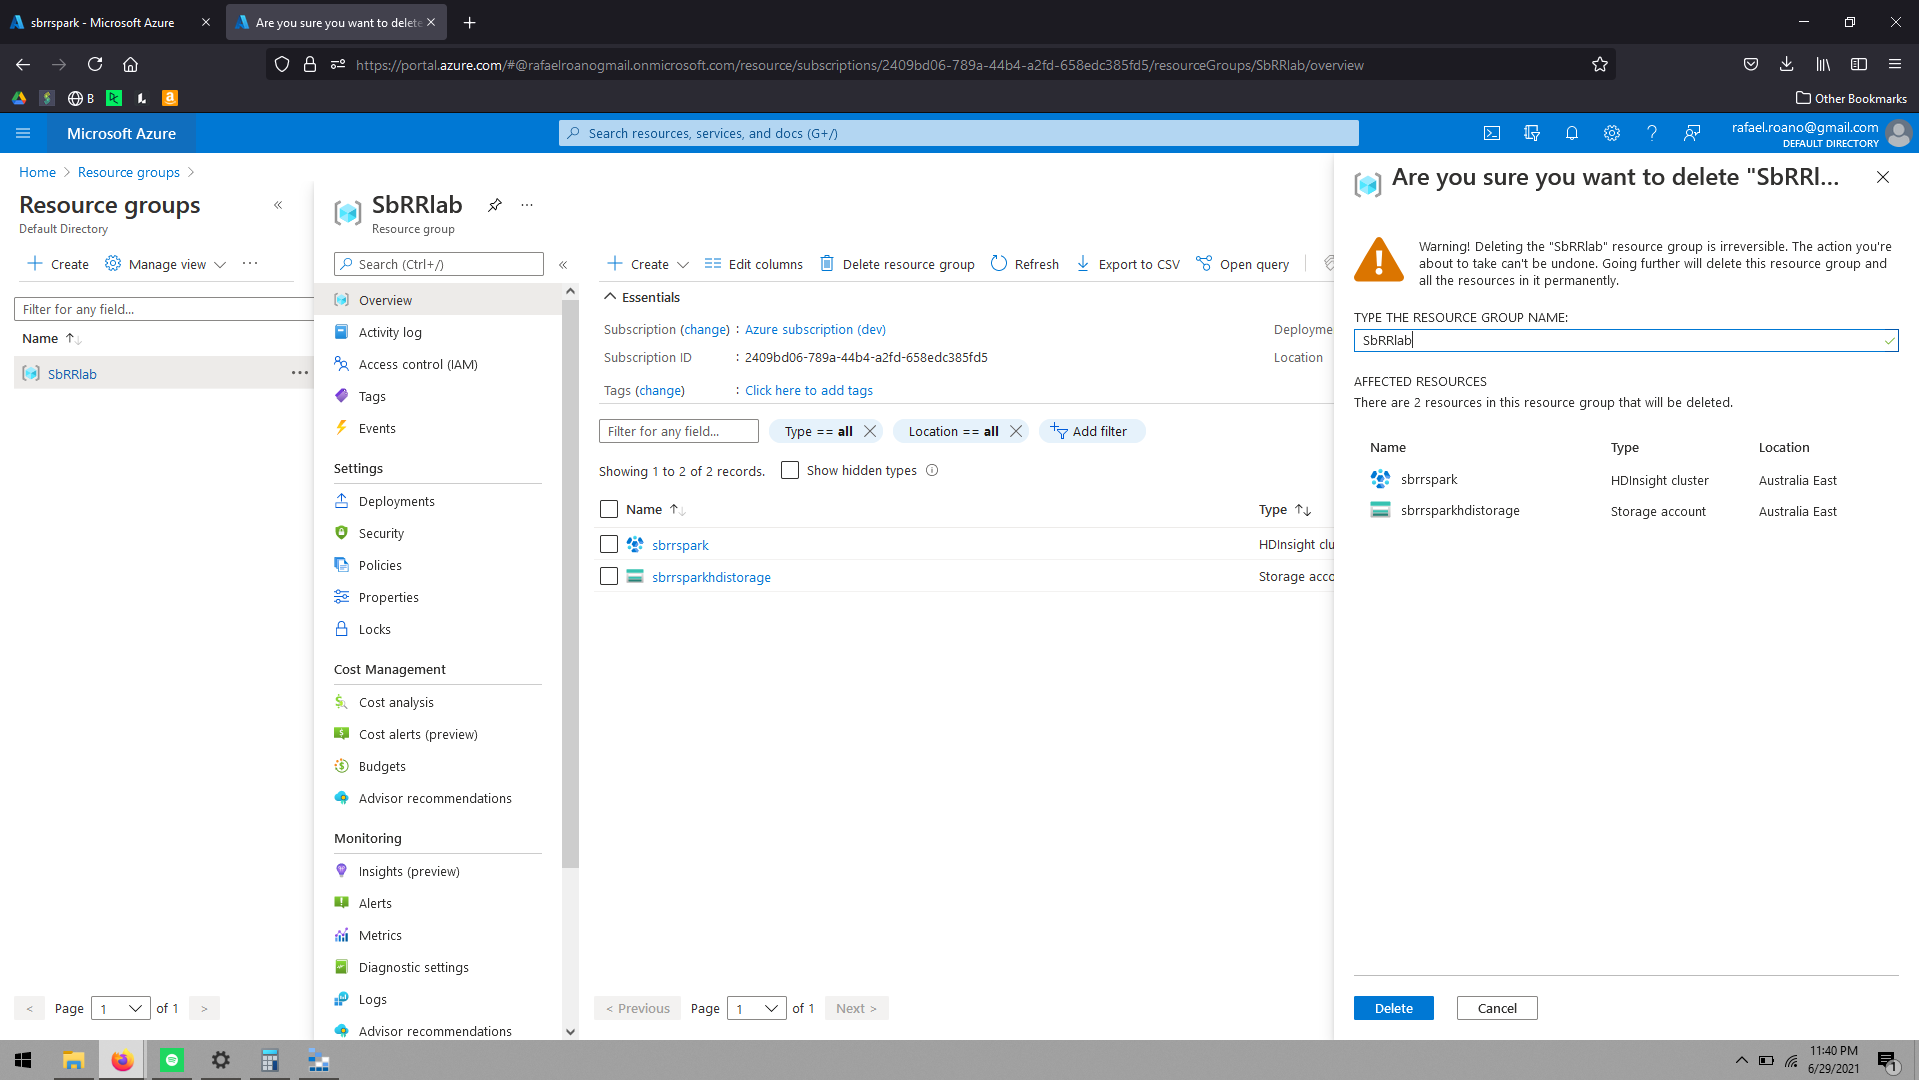 sbrrspark - Microsoft Azure
Are you sure you want to delete
https://portal.azure.com/#@rafaelroanogmail.onmicrosoft.com/resource/subscriptions/2409bd06-789a-44b4-a2fd-658edc385fd5/resourceGroups/SbRRlab/overview
B
Other Bookmarks
Microsoft Azure
Search resources, services, and docs (G+/)
rafael.roano@gmail.com
DEFAULT DIRECTORY
Home
Resource groups
Resource groups
Default Directory
Create
Manage view
Filter for any field...
Name
SbRRlab
< Page 1 of 1 >
SbRRlab
Resource group
Search (Ctrl+/)
Overview
Activity log
Access control (IAM)
Tags
Events
Settings
Deployments
Security
Policies
Properties
Locks
Cost Management
Cost analysis
Cost alerts (preview)
Budgets
Advisor recommendations
Monitoring
Insights (preview)
Alerts
Metrics
Diagnostic settings
Logs
Advisor recommendations
Create
Edit columns
Delete resource group
Refresh
Export to CSV
Open query
Essentials
Subscription (change) : Azure subscription (dev)
Deployme
Subscription ID : 2409bd06-789a-44b4-a2fd-658edc385fd5
Location
Tags (change) : Click here to add tags
Filter for any field...
Type == all
Location == all
Add filter
Showing 1 to 2 of 2 records.
Show hidden types
Name
Type
sbrrspark
HDInsight clu
sbrrsparkhdistorage
Storage acco
< Previous Page 1 of 1 Next >
Are you sure you want to delete "SbRRl...
Warning! Deleting the "SbRRlab" resource group is irreversible. The action you're
about to take can't be undone. Going further will delete this resource group and
all the resources in it permanently.
TYPE THE RESOURCE GROUP NAME:
SbRRlab
AFFECTED RESOURCES
There are 2 resources in this resource group that will be deleted.
Name Type Location
sbrrspark HDInsight cluster Australia East
sbrrsparkhdistorage Storage account Australia East
Delete
Cancel
11:40 PM
6/29/2021
1